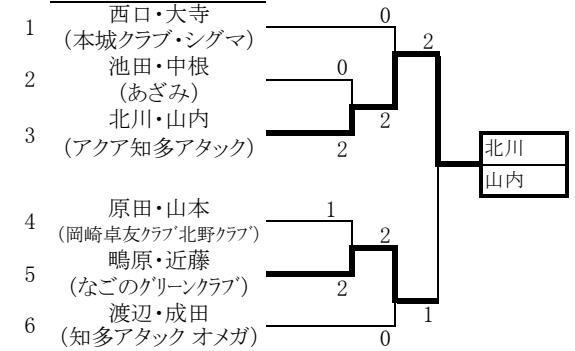 西口・大寺
0
1
(本城クラブ・シグマ)
2
池田・中根
0
2
(あざみ)
北川・山内
2
3
(アクア知多アタック)
2
北川
山内
原田・山本
1
4
(岡崎卓友クラブ北野クラブ)
2
鴨原・近藤
5
(なごのグリーンクラブ)
2
渡辺・成田
1
6
(知多アタック オメガ)
0